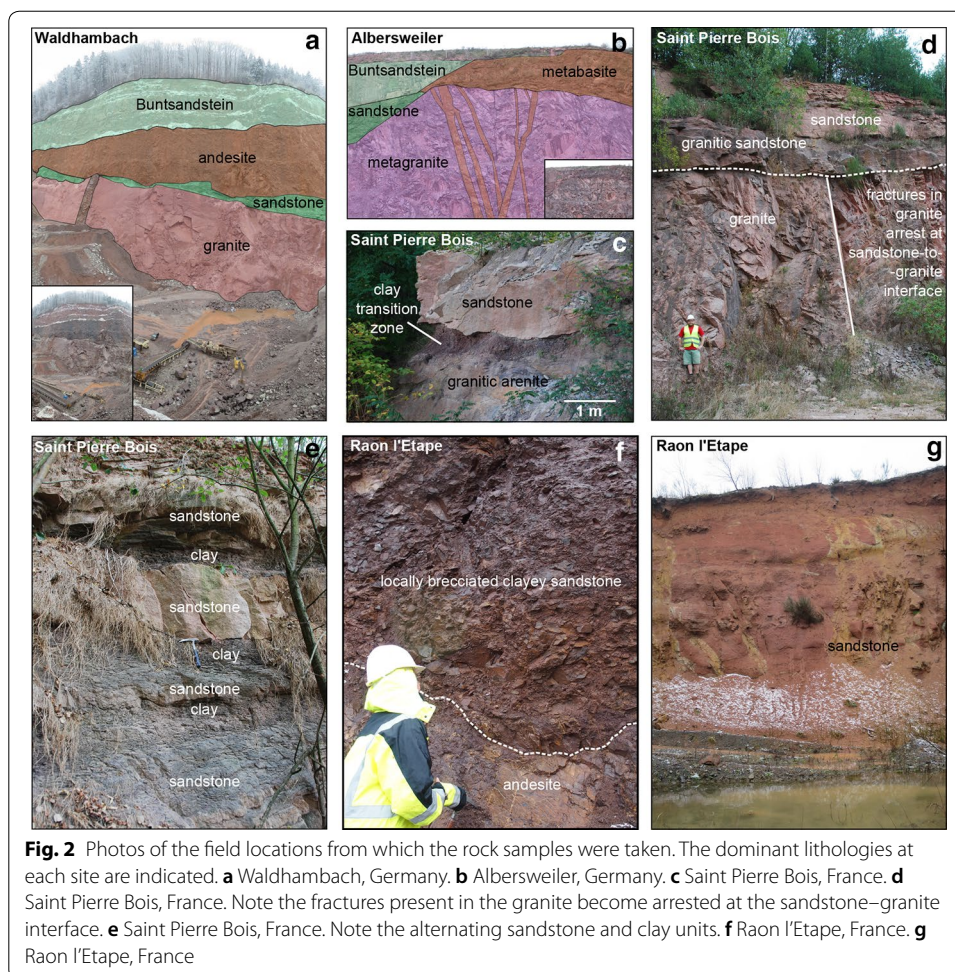 Waldhambach
a
Buntsandstein
andesite
sandstone
granite
Albersweiler
b
Buntsandstein
metabasite
sandstone
metagranite
Saint Pierre Bois
c
sandstone
clay
transition
zone
granitic arenite
1 m
Saint Pierre Bois
d
sandstone
granitic sandstone
granite
fractures in
granite
arrest at
sandstone-to-
-granite
interface
Saint Pierre Bois
e
sandstone
clay
sandstone
clay
sandstone
clay
sandstone
Raon l'Etape
f
locally brecciated clayey sandstone
andesite
Raon l'Etape
g
sandstone
Fig. 2 Photos of the field locations from which the rock samples were taken. The dominant lithologies at
each site are indicated. a Waldhambach, Germany. b Albersweiler, Germany. c Saint Pierre Bois, France. d
Saint Pierre Bois, France. Note the fractures present in the granite become arrested at the sandstone–granite
interface. e Saint Pierre Bois, France. Note the alternating sandstone and clay units. f Raon l’Etape, France. g
Raon l’Etape, France